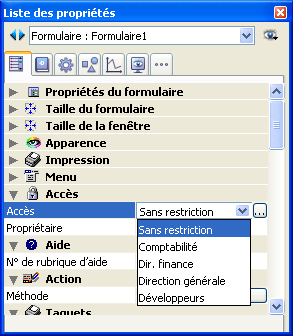 Liste des propriétés
Formulaire : Formulaire1
Propriétés du formulaire
Taille du formulaire
Taille de la fenêtre
Apparence
Impression
Menu
Accès
Accès Sans restriction ...
Propriétaire Sans restriction
Comptabilité
Aide
Dir. finance
N° de rubrique d'aide
Direction générale
Action
Méthode
Développeurs
Taquets